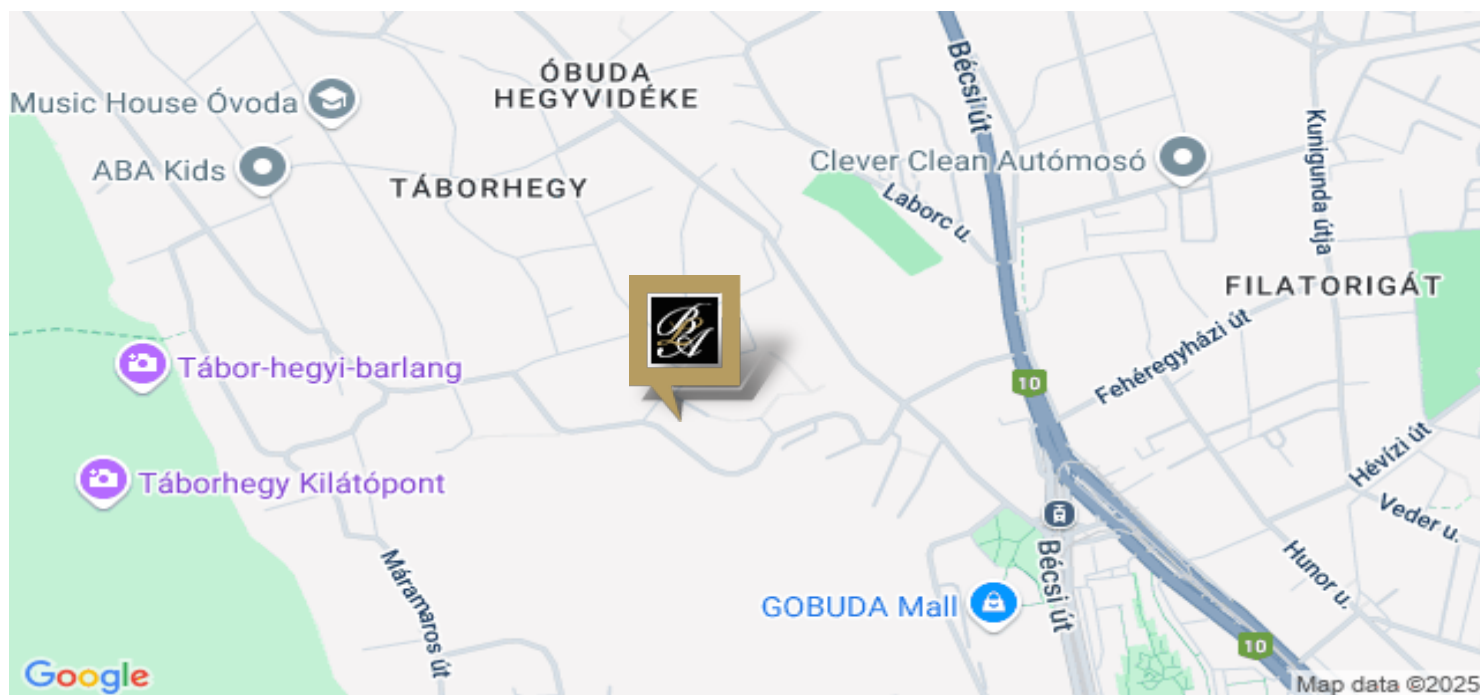 Bécsi út
ÓBUDA
HEGYVIDÉKE
Music House Óvoda
Kunigunda útja
ABA Kids
Clever Clean Autómosó
TÁBORHEGY
Laborc u.
FILATORIGÁT
BLA
Fehéregyházi út
Tábor-hegyi-barlang
10
Hévízi út
Táborhegy Kilátópont
Veder u.
Máramaros út
Bécsi út
Hunor u.
GOBUDA Mall
10
Google
Map data ©2025